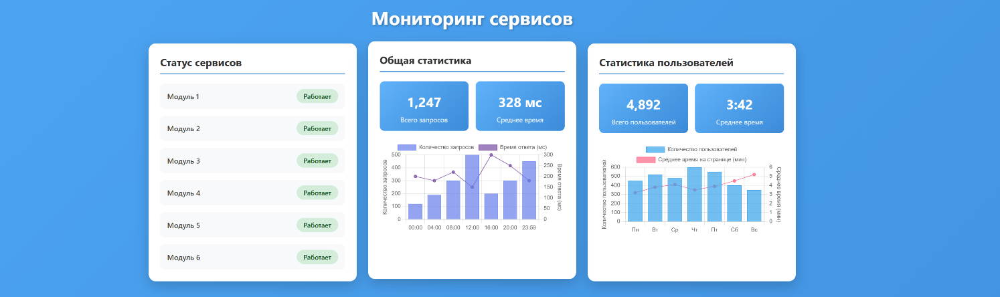 Мониторинг сервисов
Статус сервисов
Модуль 1
Работает
Модуль 2
Работает
Модуль 3
Работает
Модуль 4
Работает
Модуль 5
Работает
Модуль 6
Работает
Общая статистика
1,247
Всего запросов
328 мс
Среднее время
Количество запросов
Время ответа (мс)
Количество запросов
500
400
300
200
100
0
300
250
200
150
100
50
0
Время ответа (мс)
00:00 04:00 08:00 12:00 16:00 20:00 23:59
Статистика пользователей
4,892
Всего пользователей
3:42
Среднее время
Количество пользователей
Среднее время на странице (мин)
Количество пользователей
600
500
400
300
200
100
0
6
5
4
3
2
1
0
Среднее время (мин)
Пн Вт Ср Чт Пт Сб Вс